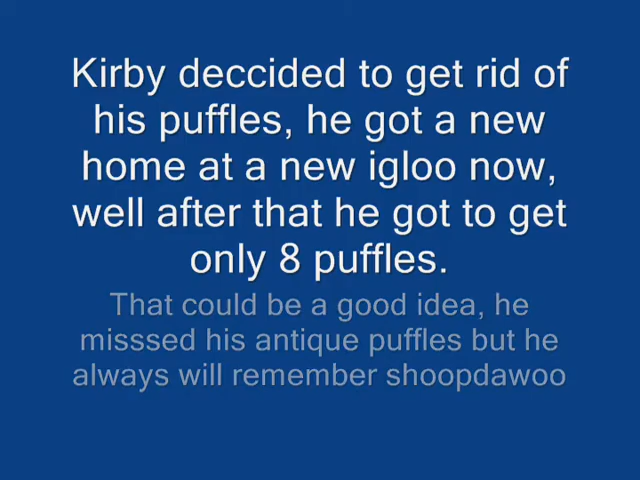 Kirby deccided to get rid of
his puffles, he got a new
home at a new igloo now,
well after that he got to get
only 8 puffles.
That could be a good idea, he
misssed his antique puffles but he
always will remember shoopdawoo